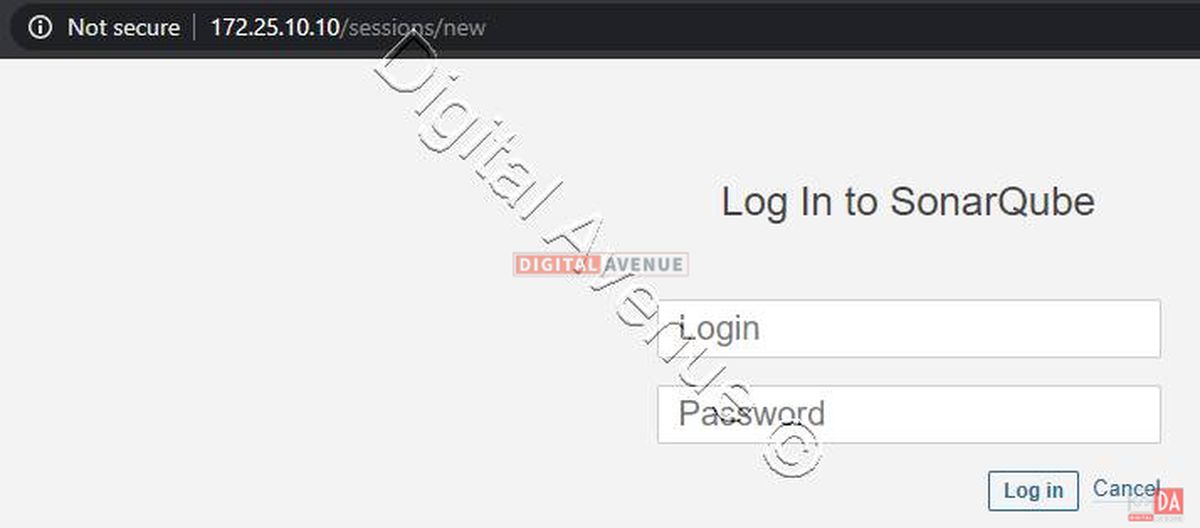 Not secure 172.25.10.10/sessions/new
Digital Avenue ©
Log In to SonarQube
DIGITAL AVENUE
Login
Password
Log in Cancel
DA